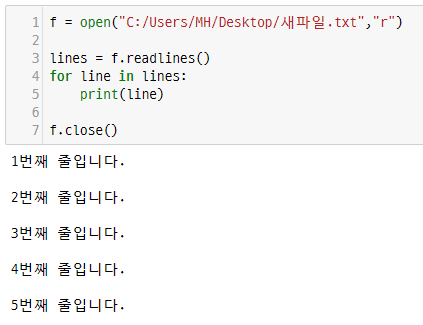 1 f = open("C:/Users/MH/Desktop/새파일.txt","r")
2
3 lines = f.readlines()
4 for line in lines:
5     print(line)
6
7 f.close()
1번째 줄입니다.
2번째 줄입니다.
3번째 줄입니다.
4번째 줄입니다.
5번째 줄입니다.